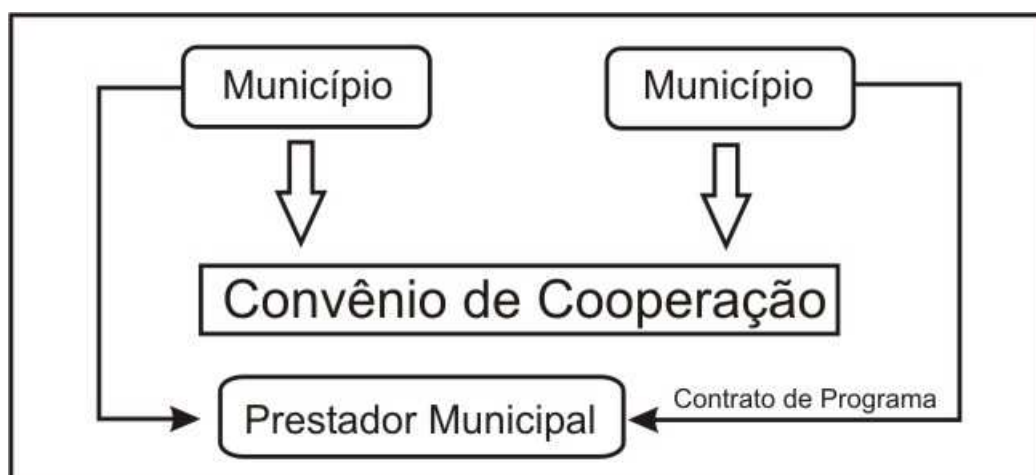 Município
Município
Convênio de Cooperação
Contrato de Programa
Prestador Municipal